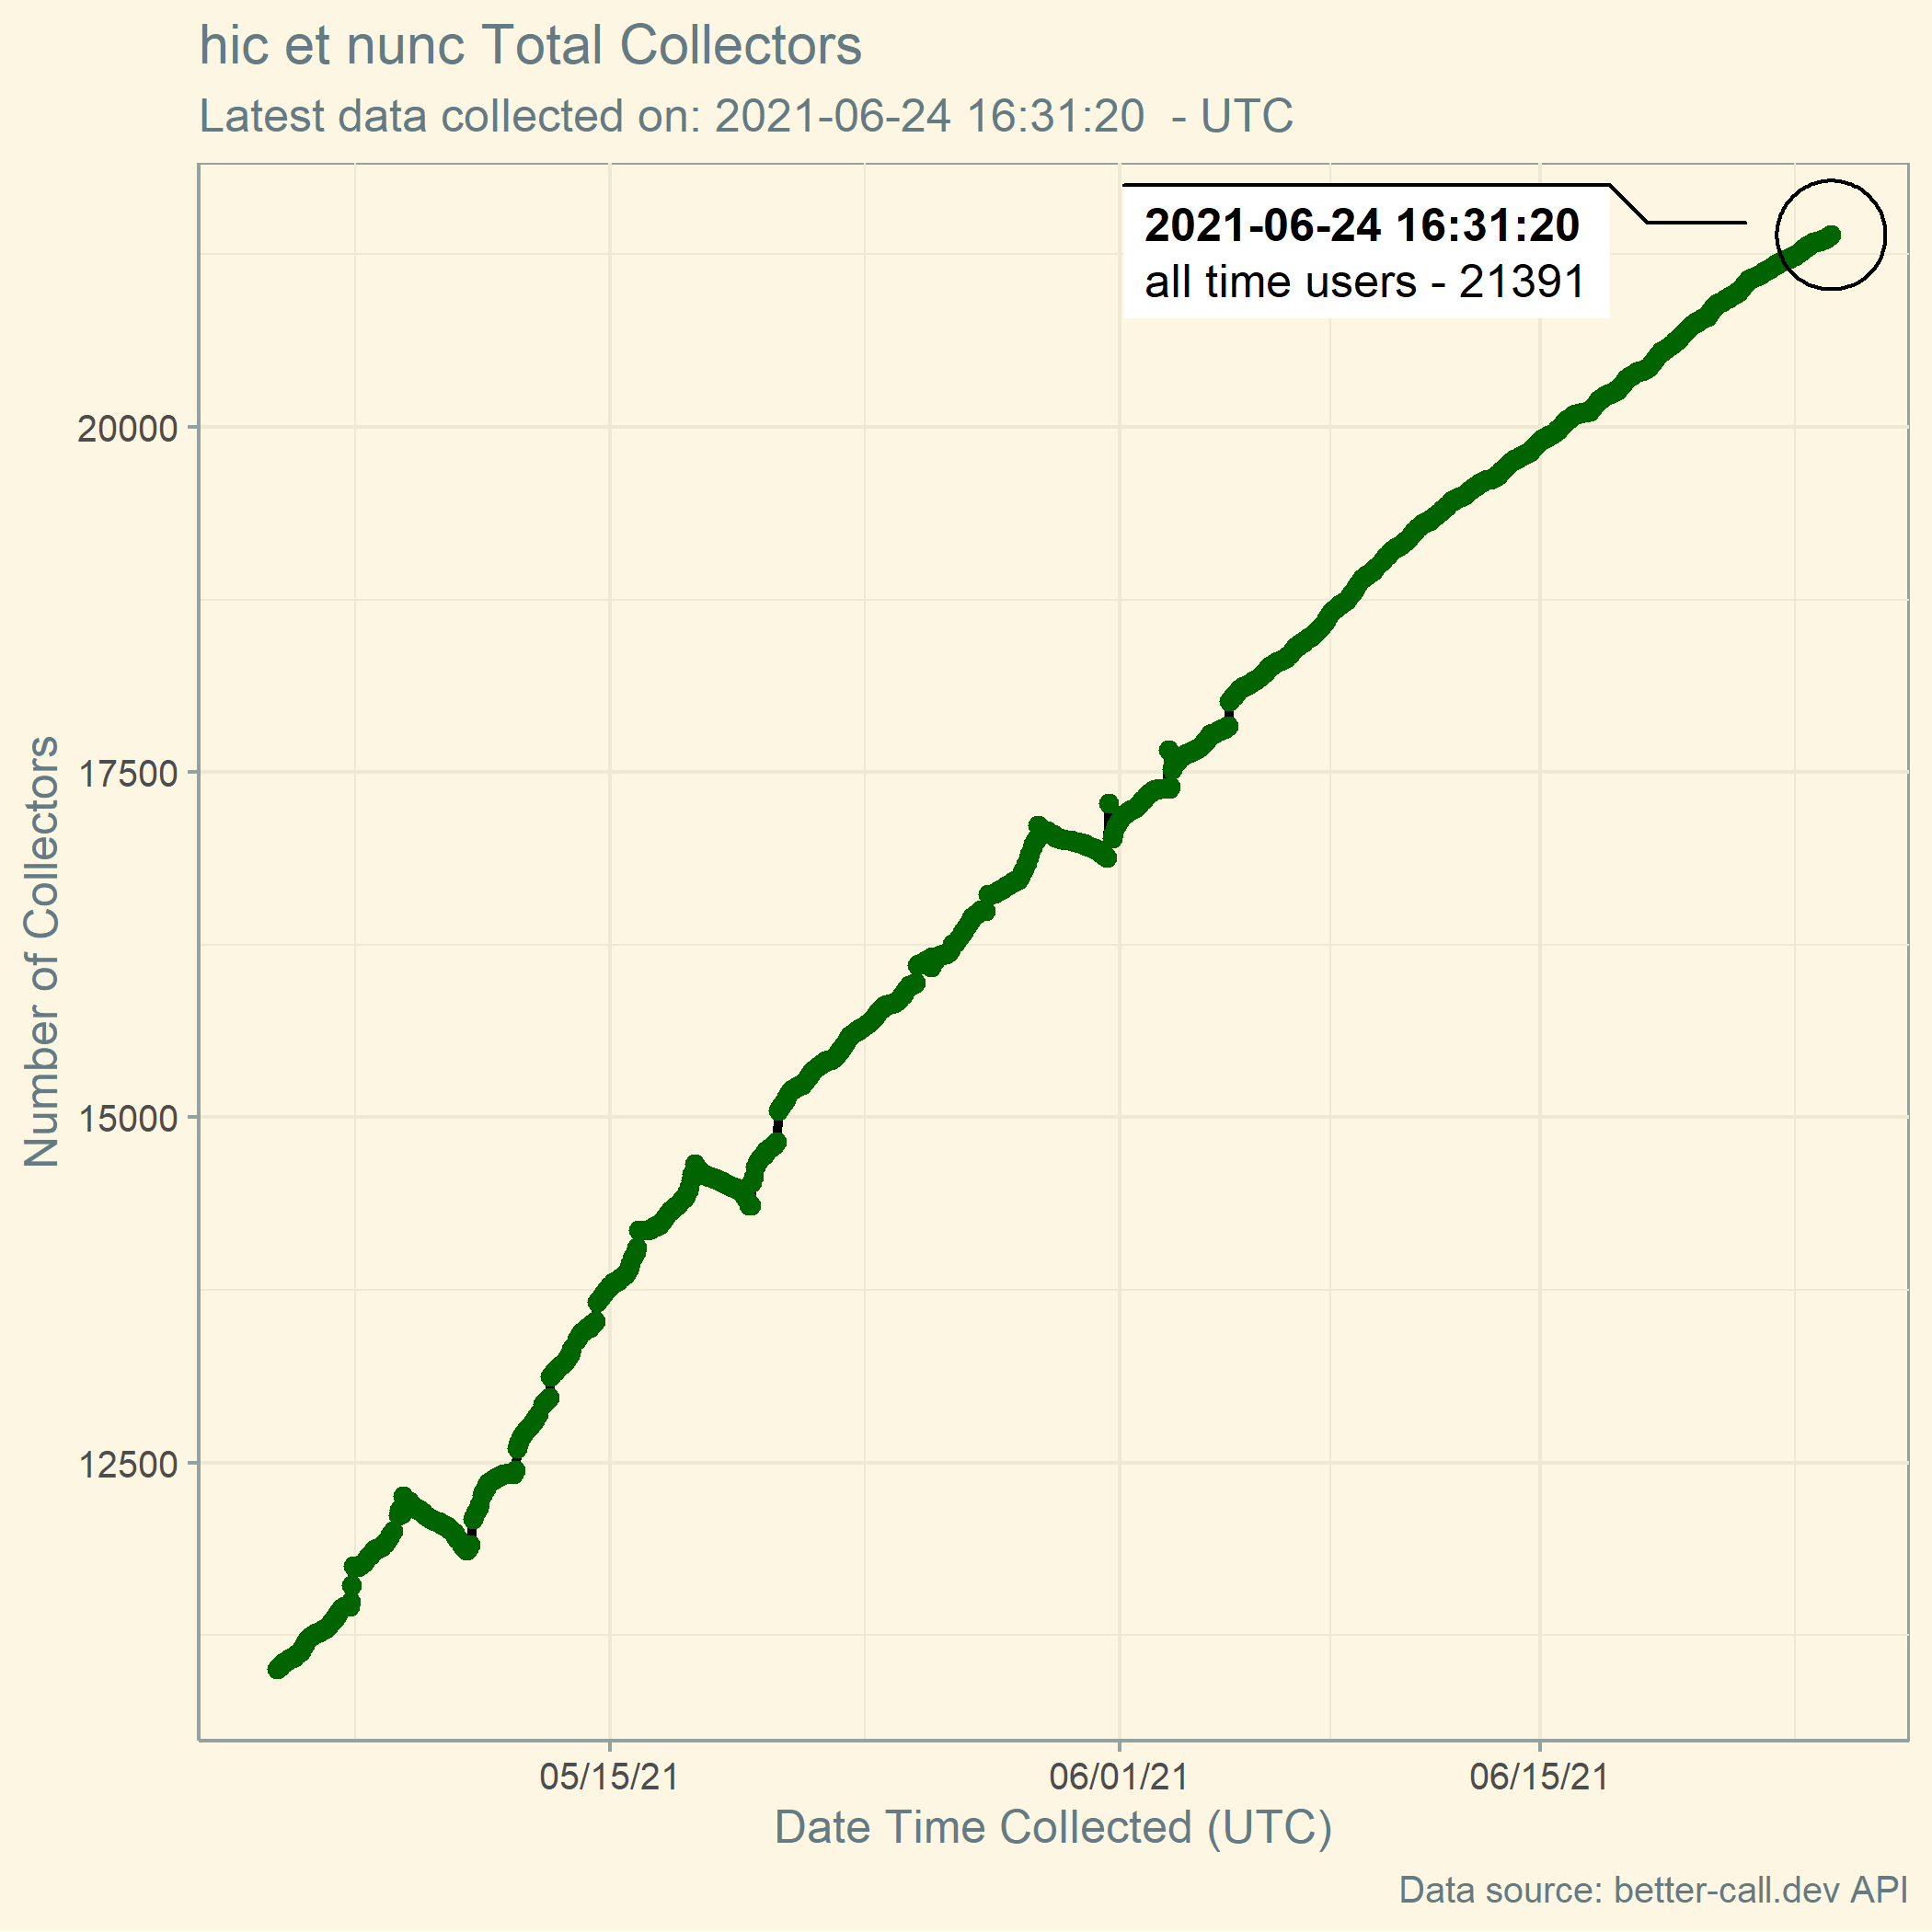 hic et nunc Total Collectors
Latest data collected on: 2021-06-24 16:31:20  - UTC
2021-06-24 16:31:20
all time users - 21391
Number of Collectors
20000
17500
15000
12500
05/15/21
06/01/21
06/15/21
Date Time Collected (UTC)
Data source: better-call.dev API